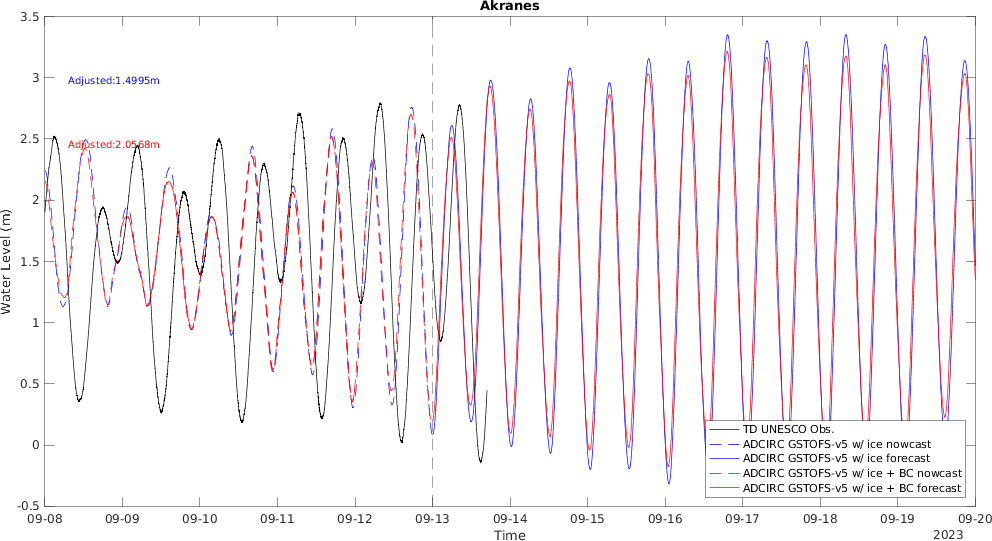 Akranes
3.5
3
2.5
2
1.5
1
0.5
0
-0.5
Water Level (m)
Adjusted:1.4995m
Adjusted:2.0568m
TD UNESCO Obs.
ADCIRC GSTOFS-v5 w/ ice nowcast
ADCIRC GSTOFS-v5 w/ ice forecast
ADCIRC GSTOFS-v5 w/ ice + BC nowcast
ADCIRC GSTOFS-v5 w/ ice + BC forecast
09-08 09-09 09-10 09-11 09-12 09-13 09-14 09-15 09-16 09-17 09-18 09-19 09-20
Time
2023